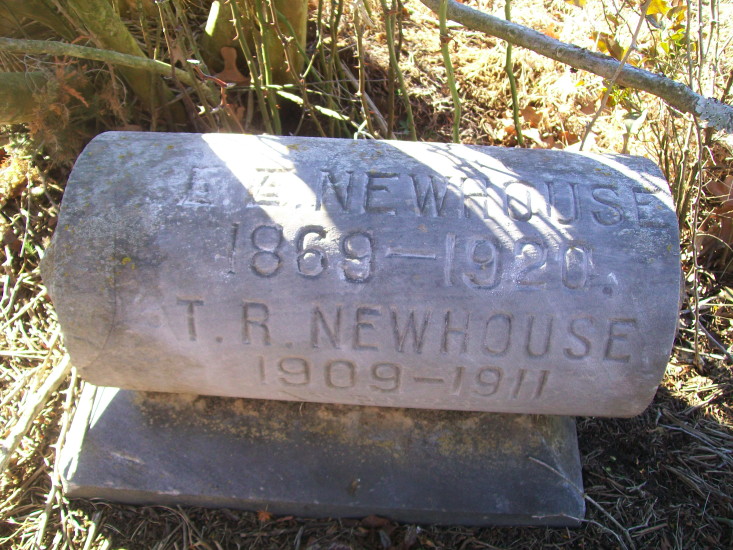 E. E. NEWHOUSE
1869–1920.
T. R. NEWHOUSE
1909–1911